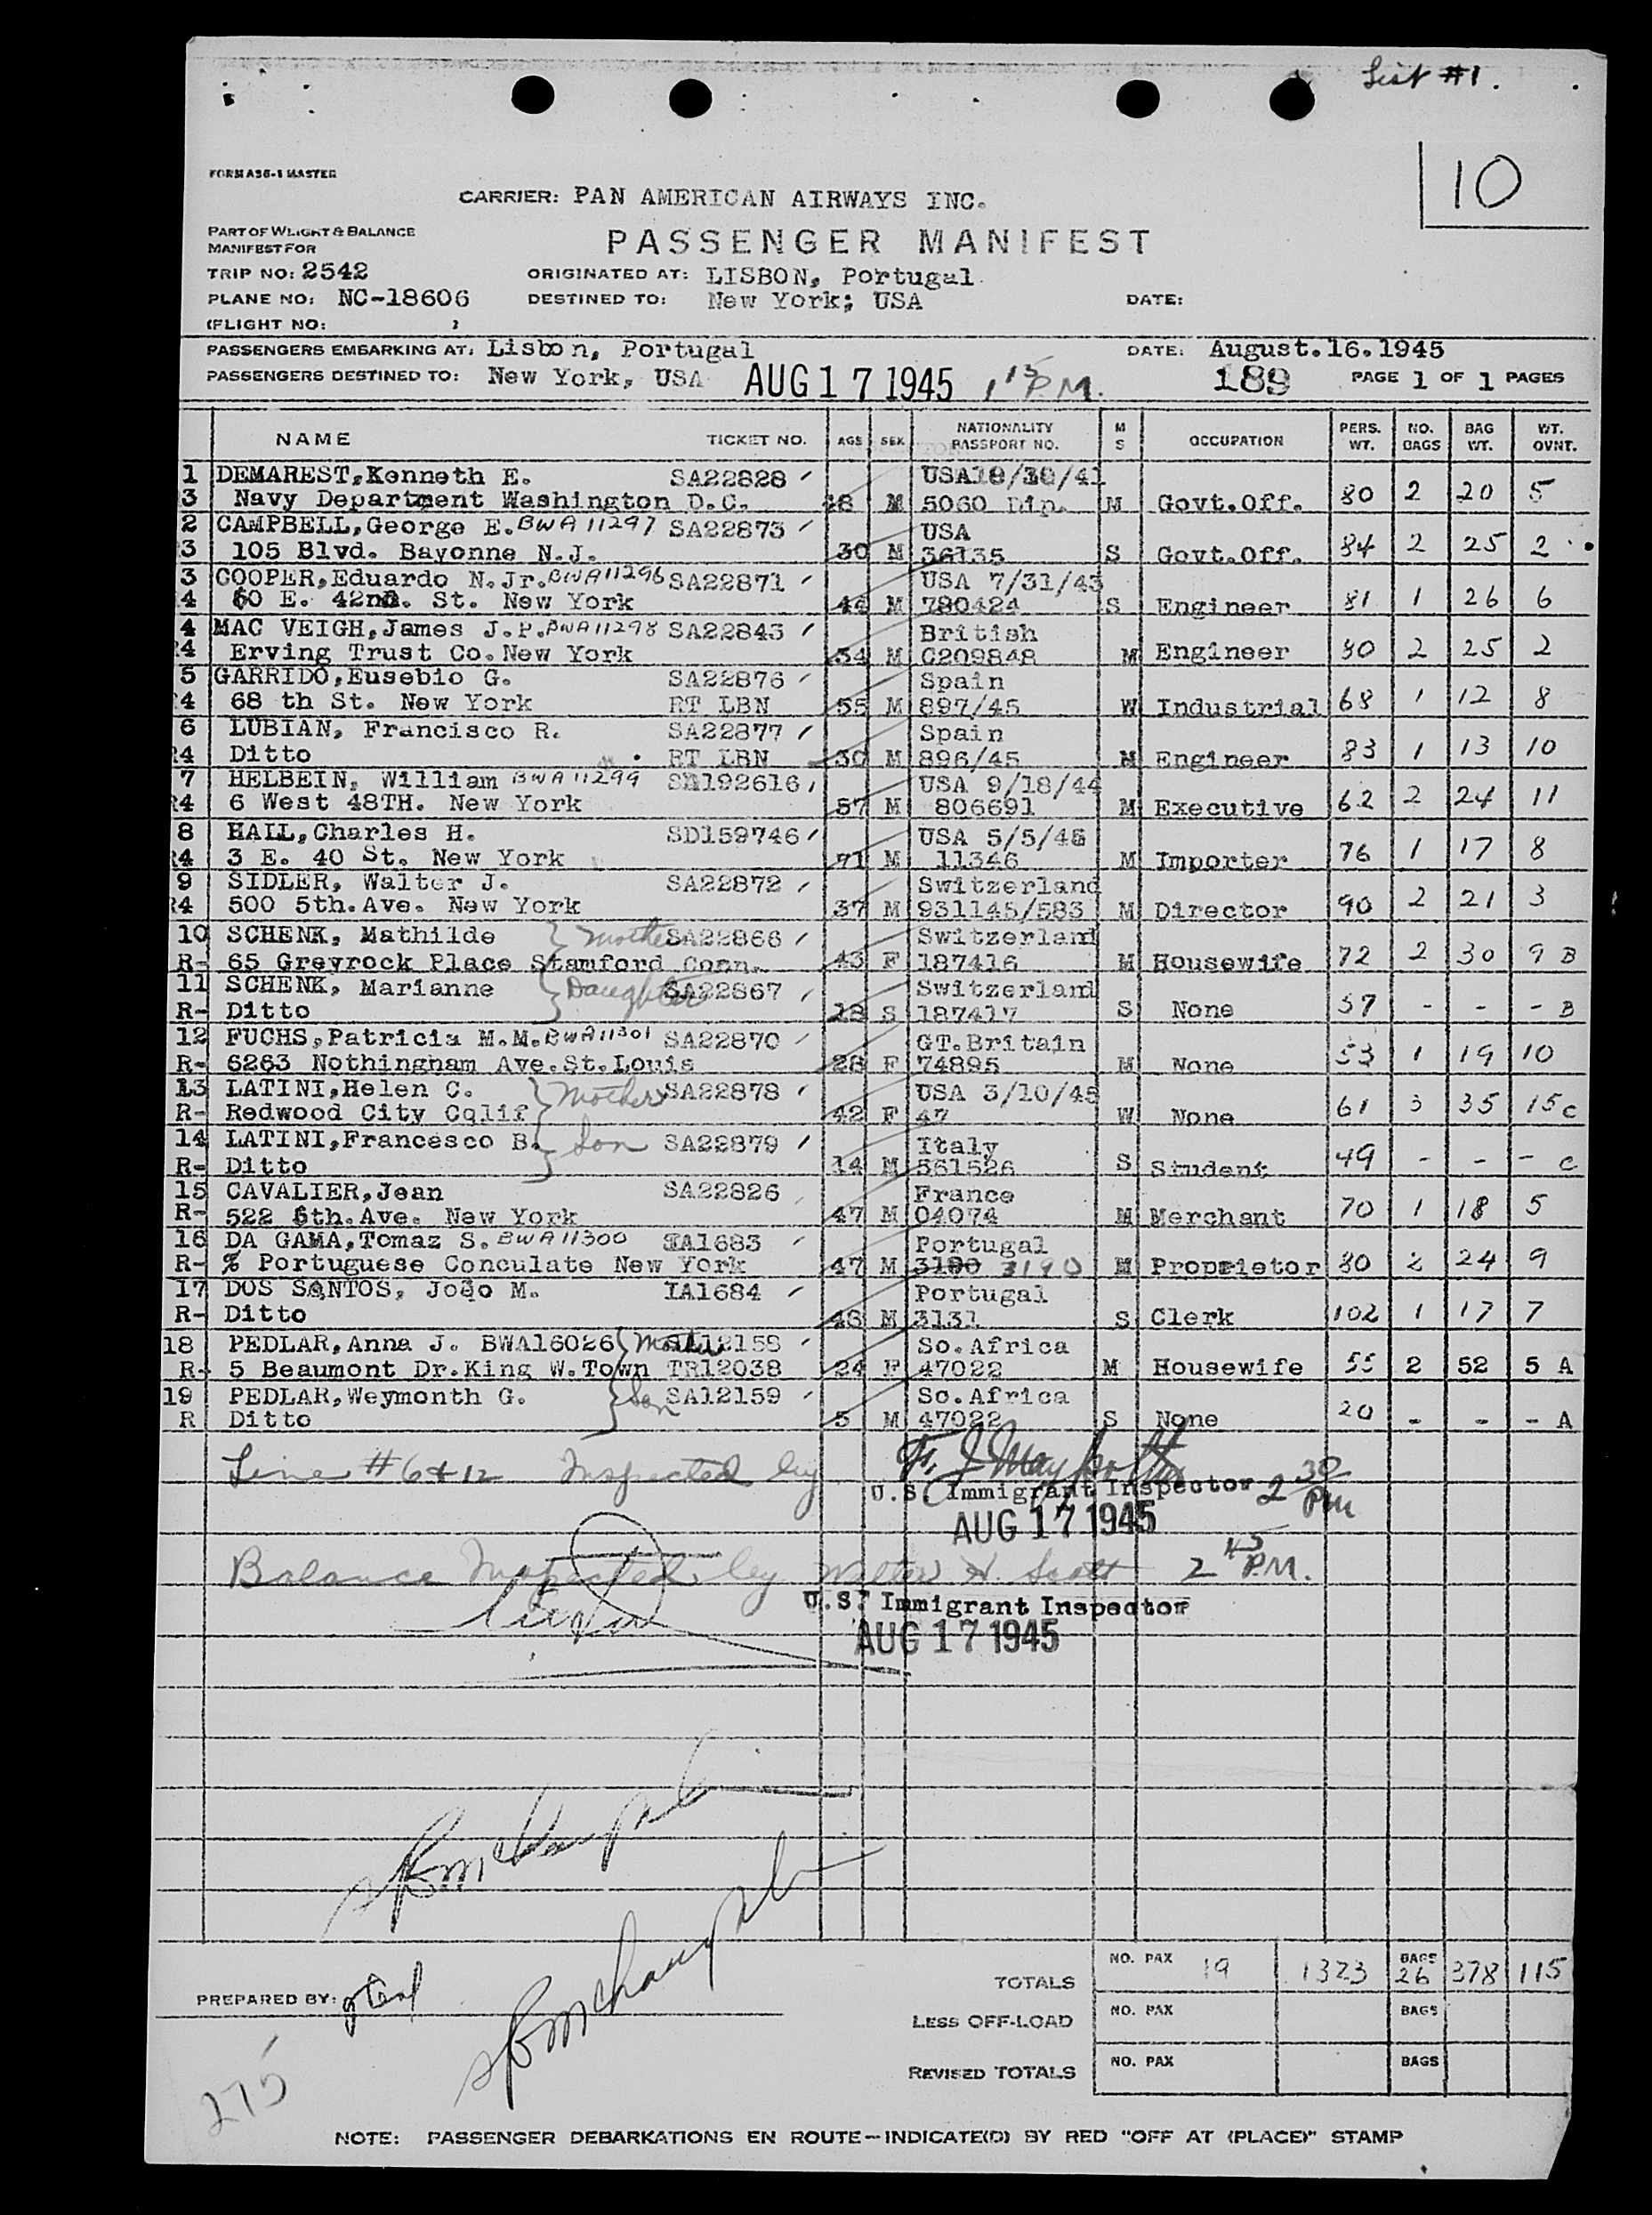 List #1.
10
FORM A36-1 MASTER
CARRIER: PAN AMERICAN AIRWAYS INC.
PART OF WEIGHT & BALANCE
MANIFEST FOR
PASSENGER MANIFEST
TRIP NO: 2542 ORIGINATED AT: LISBON, Portugal
PLANE NO: NC-18606 DESTINED TO: New York; USA DATE:
(FLIGHT NO: )
PASSENGERS EMBARKING AT: Lisbon, Portugal DATE: August.16.1945
PASSENGERS DESTINED TO: New York, USA AUG 17 1945 1 15 P.M. 189 PAGE 1 OF 1 PAGES
NAME TICKET NO. AGE SEX NATIONALITY PASSPORT NO. M S OCCUPATION PERS. WT. NO. BAGS BAG WT. WT. OVNT.
1 DEMAREST,Kenneth E. SA22828 USA
3 Navy Department Washington D.C. M 5060 Dip. M Govt.Off. 80 2 20 5
2 CAMPBELL,George E. BWA11297 SA22873 USA
3 105 Blvd. Bayonne N.J. 30 M 36135 S Govt.Off. 84 2 25 2
3 COOPER,Eduardo N.Jr. BWA11296 SA22871 USA 7/31/45
4 60 E. 42nd. St. New York M 780424 S Engineer 81 1 26 6
4 MAC VEIGH,James J.P. BWA11298 SA22843 British
4 Erving Trust Co.New York 34 M C209848 M Engineer 80 2 25 2
5 GARRIDO,Eusebio G. SA22876 Spain
4 68 th St. New York RT LBN 55 M 897/45 W Industrial 68 1 12 8
6 LUBIAN, Francisco R. SA22877 Spain
4 Ditto RT LBN 30 M 896/45 M Engineer 83 1 13 10
7 HELBEIN, William BWA11299 192616 USA 9/18/44
4 6 West 48TH. New York 57 M 806691 M Executive 62 2 24 11
8 HALL,Charles H. SD159746 USA 5/5/45
4 3 E. 40 St. New York 71 M 11346 M Importer 76 1 17 8
9 SIDLER, Walter J. SA22872 Switzerland
4 500 5th.Ave. New York 37 M 931145/583 M Director 90 2 21 3
10 SCHENK, Mathilde Mother SA22866 Switzerland
R- 65 Greyrock Place Stamford Conn. 43 F 187416 M Housewife 72 2 30 9 B
11 SCHENK, Marianne Daughter SA22867 Switzerland
R- Ditto S 187417 S None 57 - - - B
12 FUCHS,Patricia M.M. BWA11301 SA22870 GT.Britain
R- 6263 Nothingham Ave.St.Louis 28 F 74895 M None 53 1 19 10
13 LATINI,Helen C. Mother SA22878 USA 3/10/45
R- Redwood City Cqlif 42 F 47 W None 61 3 35 15 C
14 LATINI,Francesco B. Son SA22879 Italy
R- Ditto 14 M 561526 S Student 49 - - - C
15 CAVALIER,Jean SA22826 France
R- 522 5th.Ave. New York 47 M 04074 M Merchant 70 1 18 5
16 DA GAMA,Tomaz S. BWA11300 IA1683 Portugal
R- % Portuguese Conculate New York 47 M 3190 M Proprietor 80 2 24 9
17 DOS SANTOS, João M. IA1684 Portugal
R- Ditto 48 M 3131 S Clerk 102 1 17 7
18 PEDLAR,Anna J. BWA16026 Mother SA12158 So.Africa
R- 5 Beaumont Dr.King W.Town TR12038 24 F 47022 M Housewife 55 2 52 5 A
19 PEDLAR,Weymonth G. Son SA12159 So.Africa
R Ditto 5 M 47022 S None 20 - - - A
Line #6 & 12 Inspected by
U.S. Immigrant Inspector 2 30 PM
AUG 17 1945
Balance Inspected by Walter H. Scott 2 45 P.M.
U.S. Immigrant Inspector
AUG 17 1945
TOTALS NO. PAX 19 1323 BAGS 26 378 115
PREPARED BY:
LESS OFF-LOAD NO. PAX BAGS
REVISED TOTALS NO. PAX BAGS
275
NOTE: PASSENGER DEBARKATIONS EN ROUTE—INDICATE(D) BY RED "OFF AT (PLACE)" STAMP